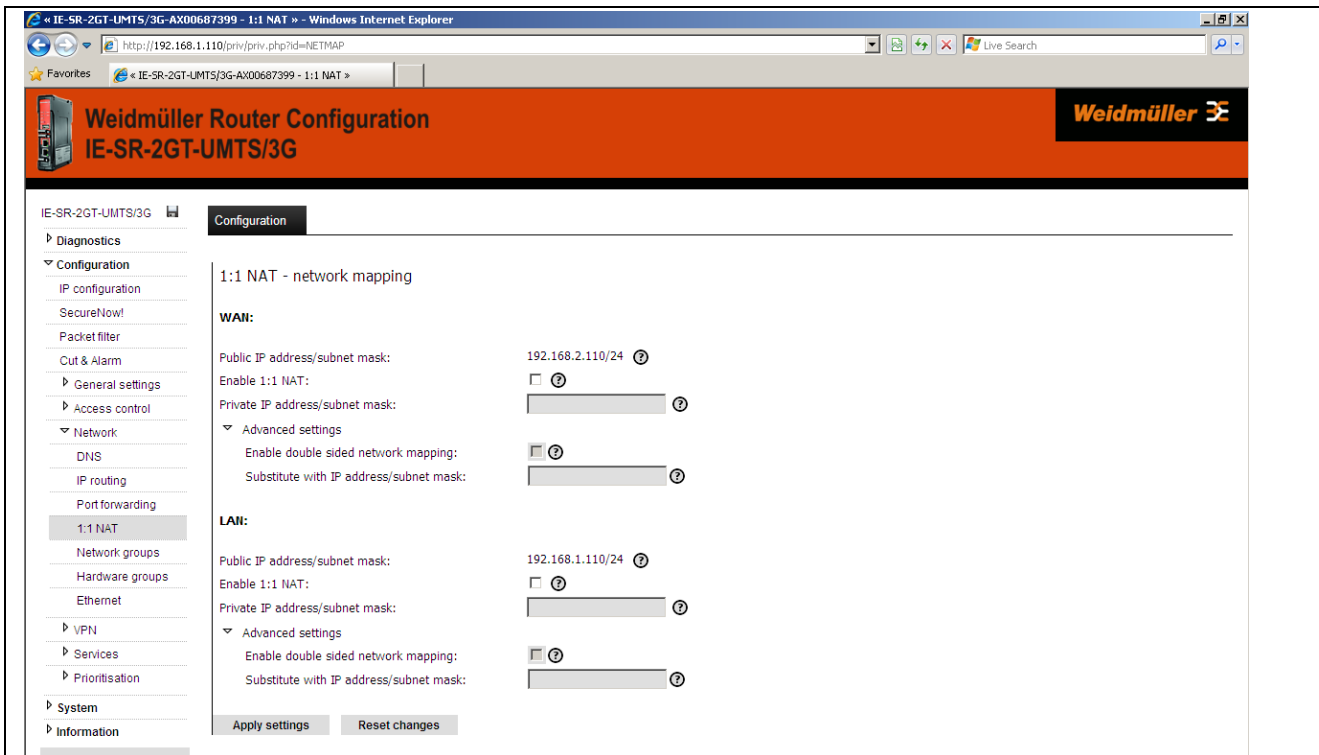 « IE-SR-2GT-UMTS/3G-AX00687399 - 1:1 NAT » - Windows Internet Explorer
http://192.168.1.110/priv/priv.php?id=NETMAP
Live Search
Favorites
« IE-SR-2GT-UMTS/3G-AX00687399 - 1:1 NAT »
Weidmüller Router Configuration
IE-SR-2GT-UMTS/3G
Weidmüller
IE-SR-2GT-UMTS/3G
Diagnostics
Configuration
IP configuration
SecureNow!
Packet filter
Cut & Alarm
General settings
Access control
Network
DNS
IP routing
Port forwarding
1:1 NAT
Network groups
Hardware groups
Ethernet
VPN
Services
Prioritisation
System
Information
Configuration
1:1 NAT - network mapping
WAN:
Public IP address/subnet mask: 192.168.2.110/24 ?
Enable 1:1 NAT: ?
Private IP address/subnet mask: ?
Advanced settings
Enable double sided network mapping: ?
Substitute with IP address/subnet mask: ?
LAN:
Public IP address/subnet mask: 192.168.1.110/24 ?
Enable 1:1 NAT: ?
Private IP address/subnet mask: ?
Advanced settings
Enable double sided network mapping: ?
Substitute with IP address/subnet mask: ?
Apply settings Reset changes